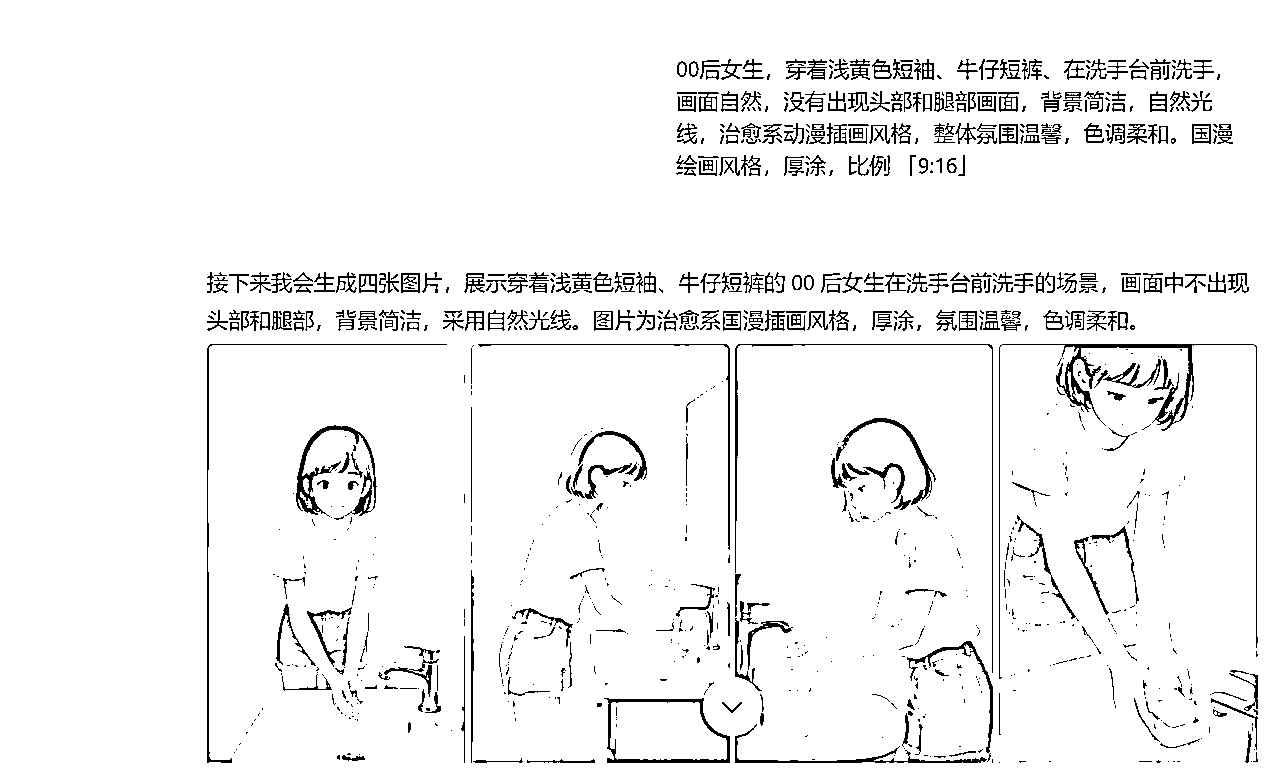 00后女生，穿着浅黄色短袖、牛仔短裤、在洗手台前洗手，
画面自然，没有出现头部和腿部画面，背景简洁，自然光
线，治愈系动漫插画风格，整体氛围温馨，色调柔和。国漫
绘画风格，厚涂，比例 「9:16」
接下来我会生成四张图片，展示穿着浅黄色短袖、牛仔短裤的 00 后女生在洗手台前洗手的场景，画面中不出现
头部和腿部，背景简洁，采用自然光线。图片为治愈系国漫插画风格，厚涂，氛围温馨，色调柔和。